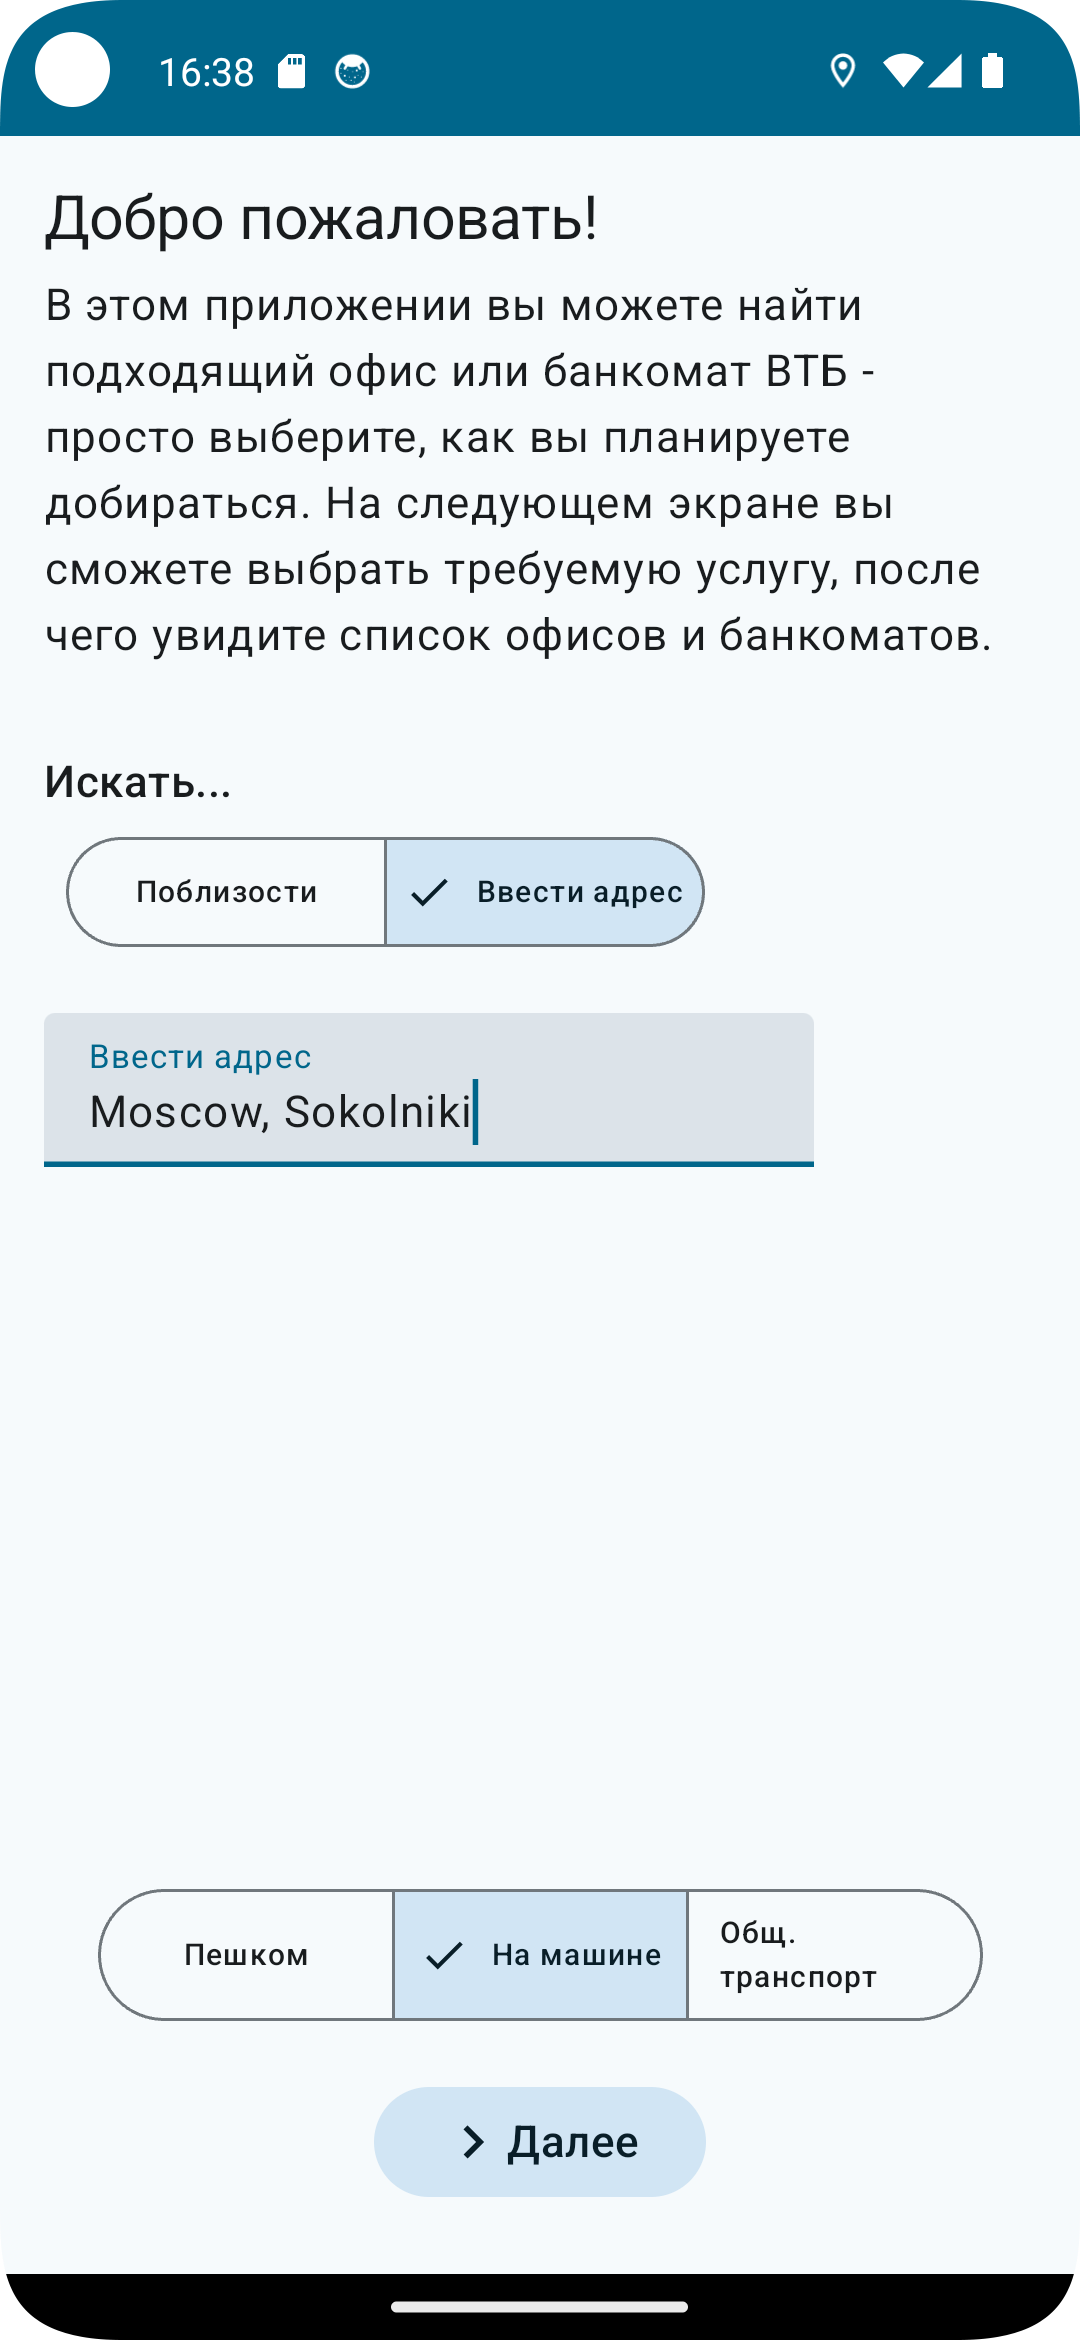 16:38
Добро пожаловать!
В этом приложении вы можете найти
подходящий офис или банкомат ВТБ -
просто выберите, как вы планируете
добираться. На следующем экране вы
сможете выбрать требуемую услугу, после
чего увидите список офисов и банкоматов.
Искать...
Поблизости
Ввести адрес
Ввести адрес
Moscow, Sokolniki
Пешком
На машине
Общ.
транспорт
Далее